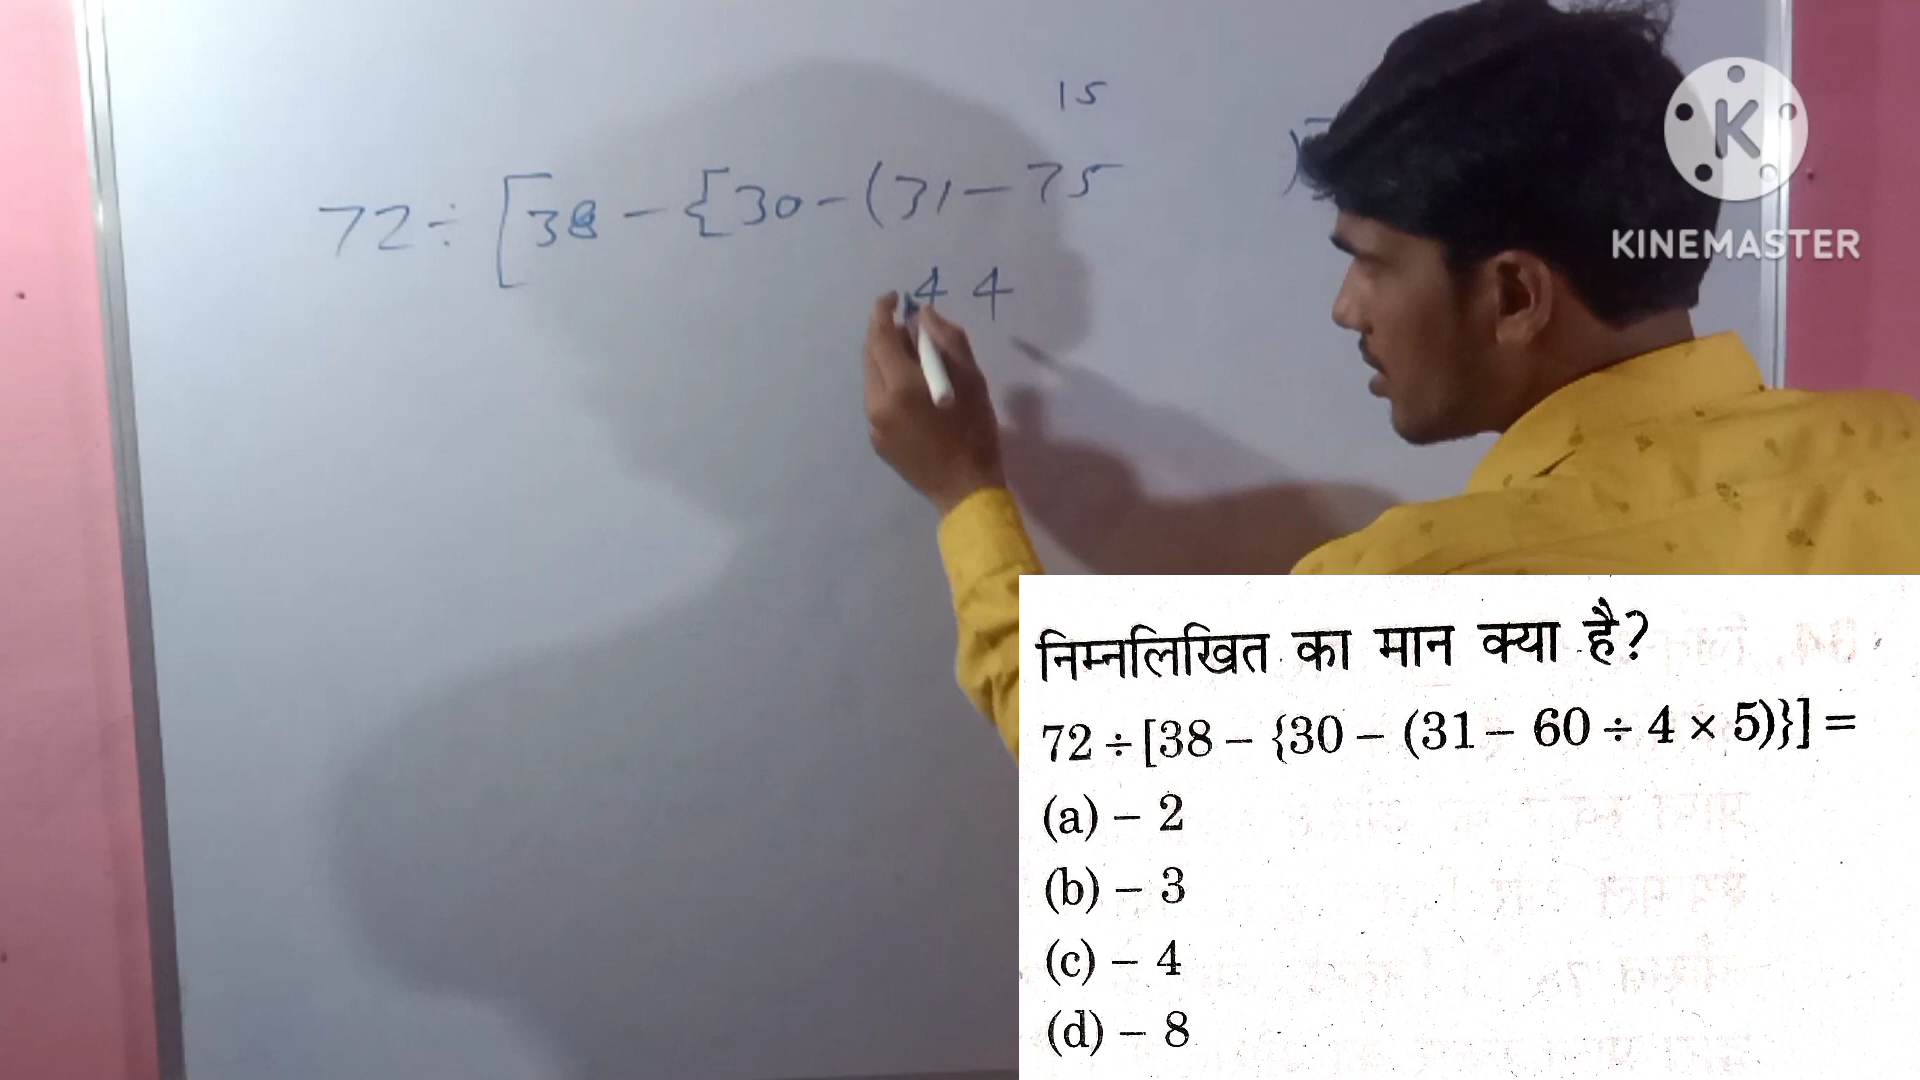 15
72 ÷ [38 - {30 - (31 - 75
44
K
KINEMASTER
निम्नलिखित का मान क्या है?
72 ÷ [38 – {30 – (31 – 60 ÷ 4 × 5)}] =
(a) – 2
(b) – 3
(c) – 4
(d) – 8